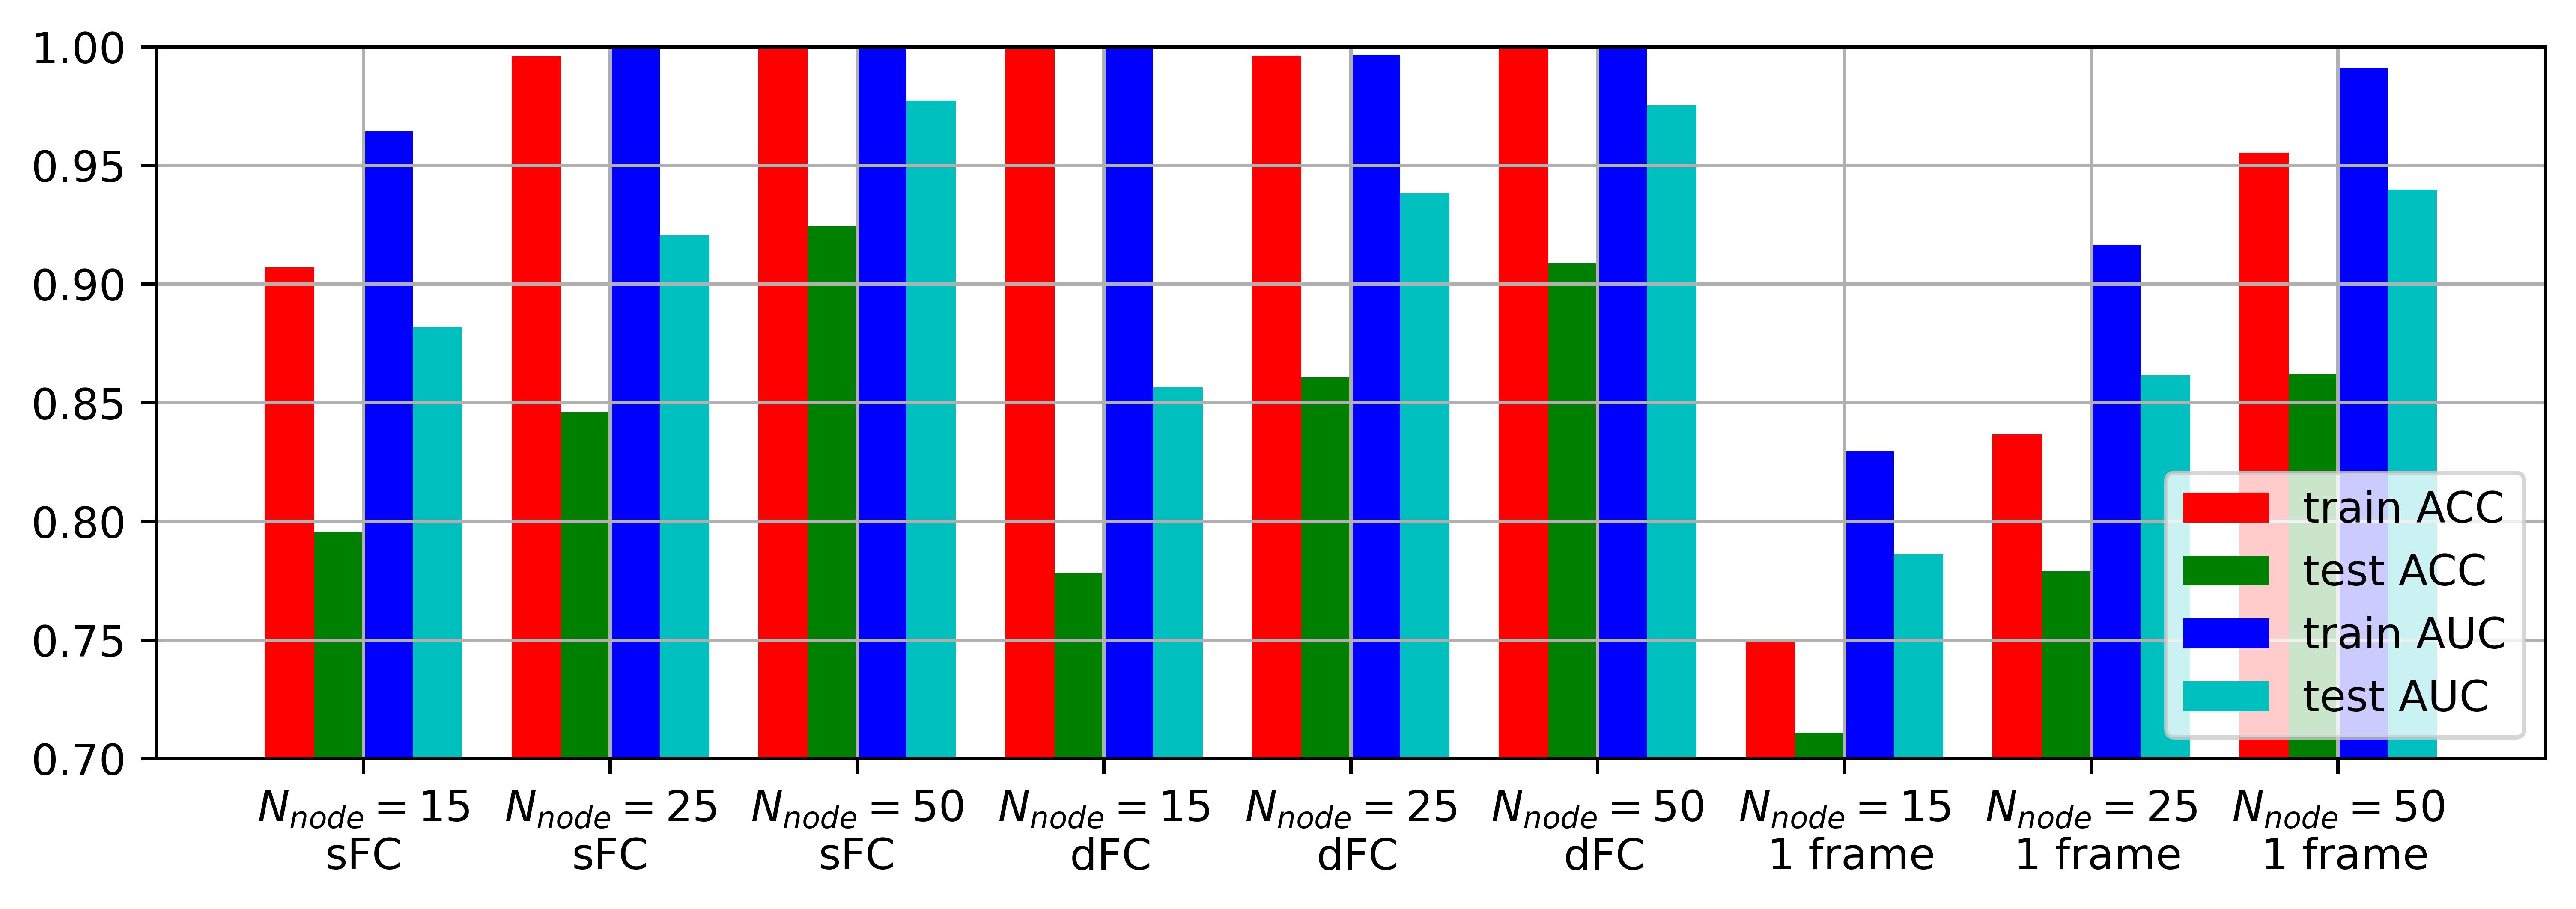 1.00
0.95
0.90
0.85
0.80
0.75
0.70
train ACC
test ACC
train AUC
test AUC
N_node = 15 N_node = 25 N_node = 50 N_node = 15 N_node = 25 N_node = 50 N_node = 15 N_node = 25 N_node = 50
sFC sFC sFC dFC dFC dFC 1 frame 1 frame 1 frame